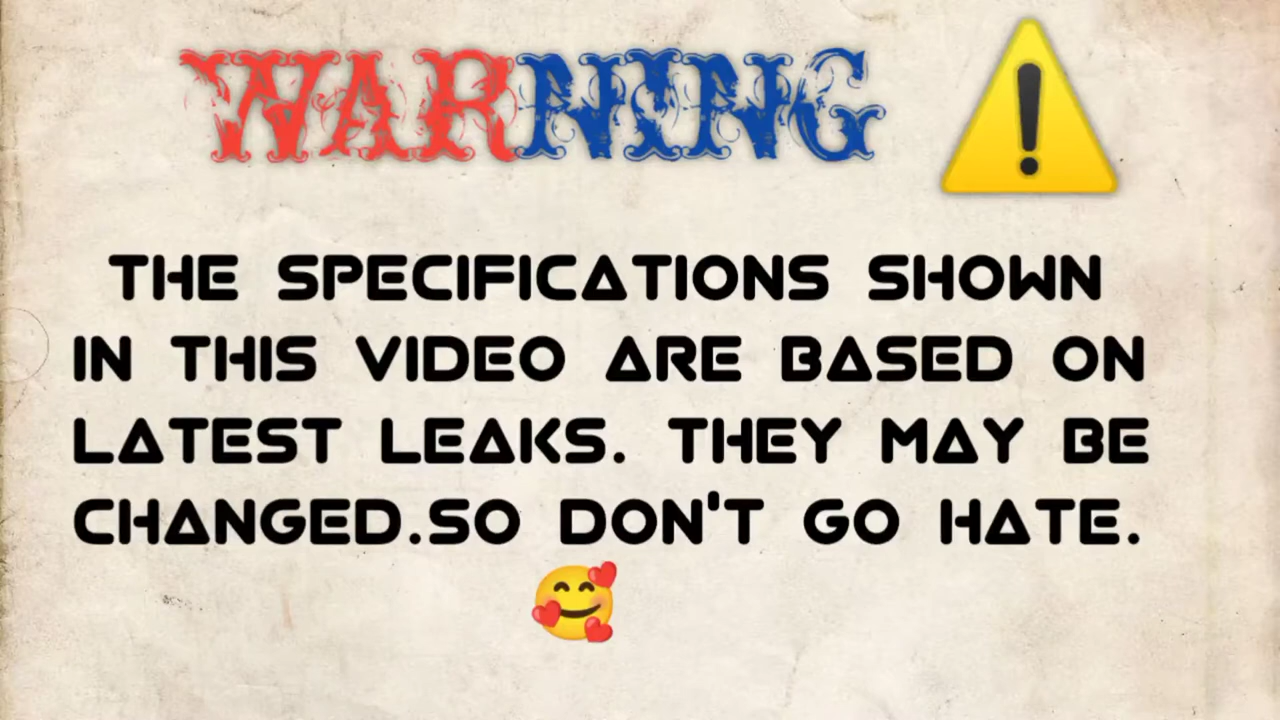 WARNING ⚠️
THE SPECIFICATIONS SHOWN
IN THIS VIDEO ARE BASED ON
LATEST LEAKS. THEY MAY BE
CHANGED.SO DON'T GO HATE.
🥰